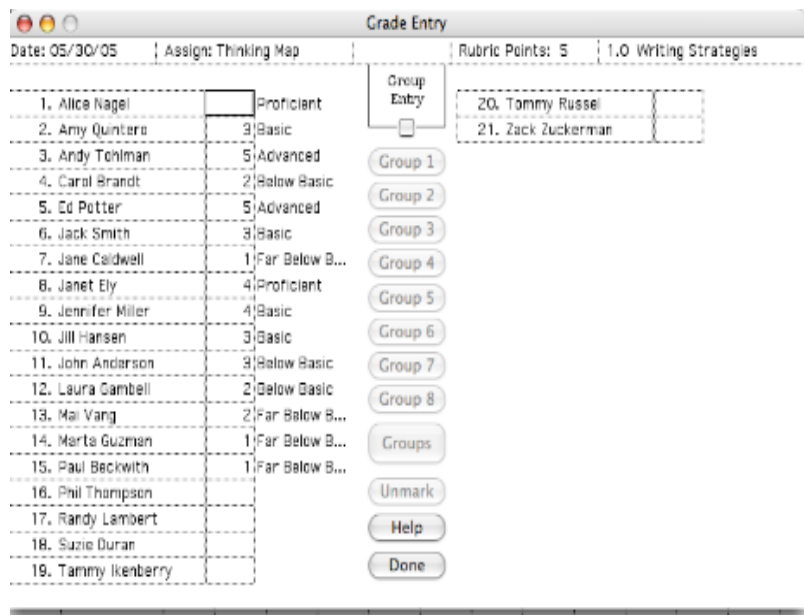 Grade Entry
Date: 05/30/05 Assign: Thinking Map Rubric Points: 5 1.0 Writing Strategies
Group
Entry
1. Alice Nagel Proficient
2. Amy Quintero 3 Basic
3. Andy Tohlman 5 Advanced
4. Carol Brandt 2 Below Basic
5. Ed Potter 5 Advanced
6. Jack Smith 3 Basic
7. Jane Caldwell 1 Far Below B...
8. Janet Ely 4 Proficient
9. Jennifer Miller 4 Basic
10. Jill Hansen 3 Basic
11. John Anderson 3 Below Basic
12. Laura Gambell 2 Below Basic
13. Mai Vang 2 Far Below B...
14. Marta Guzman 1 Far Below B...
15. Paul Beckwith 1 Far Below B...
16. Phil Thompson
17. Randy Lambert
18. Suzie Duran
19. Tammy Ikenberry
Group 1
Group 2
Group 3
Group 4
Group 5
Group 6
Group 7
Group 8
Groups
Unmark
Help
Done
20. Tommy Russel
21. Zack Zuckerman